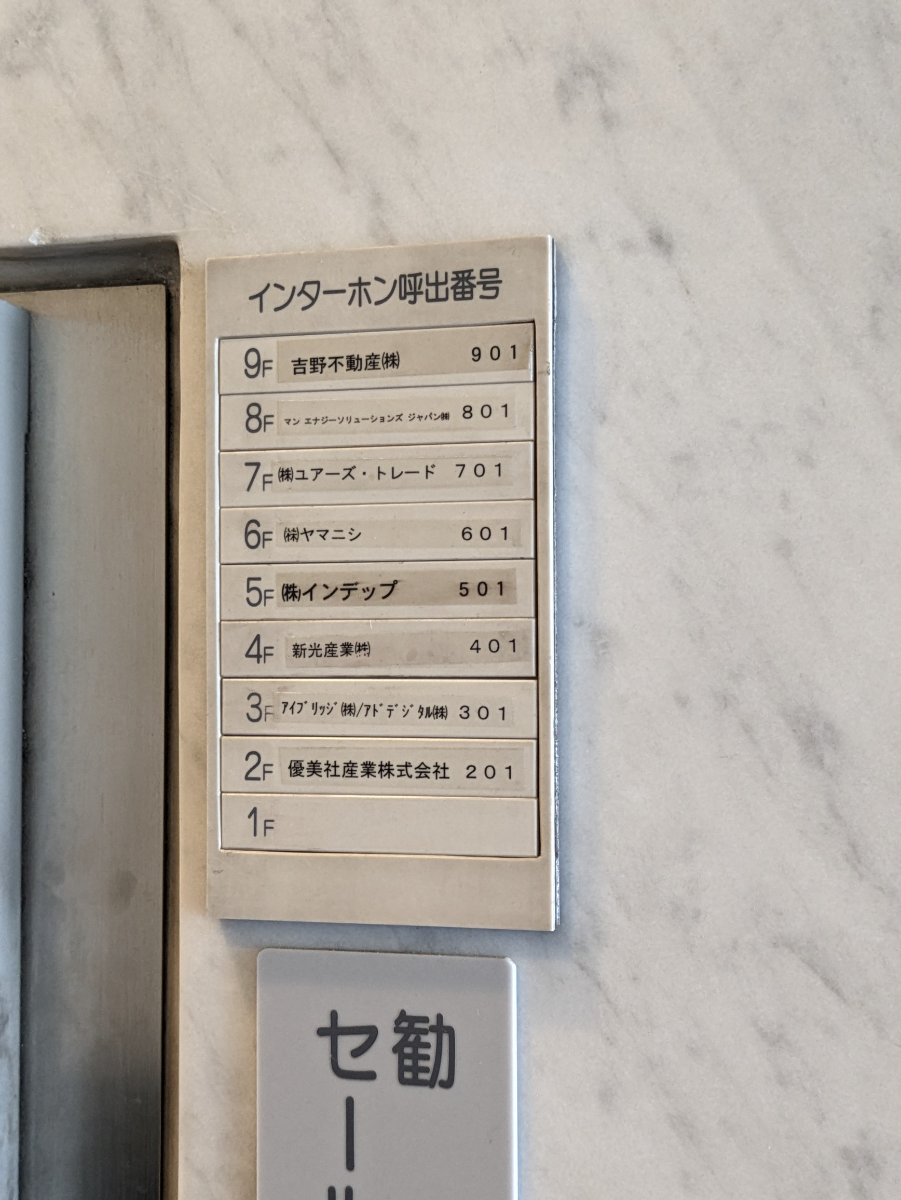 インターホン呼出番号
9F 吉野不動産㈱ 901
8F マン エナジーソリューションズ ジャパン㈱ 801
7F ㈱ユアーズ・トレード 701
6F ㈱ヤマニシ 601
5F ㈱インデップ 501
4F 新光産業㈱ 401
3F ｱｲﾌﾞﾘｯｼﾞ㈱/ｱﾄﾞﾃﾞｼﾞﾀﾙ㈱ 301
2F 優美社産業株式会社 201
1F
勧
セー